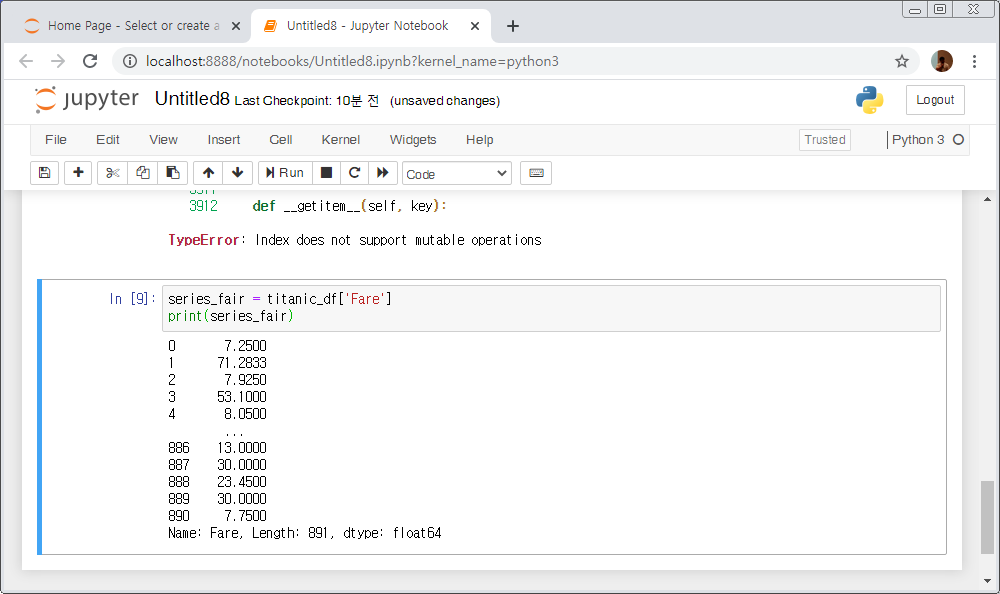 Home Page - Select or create a
Untitled8 - Jupyter Notebook
localhost:8888/notebooks/Untitled8.ipynb?kernel_name=python3
jupyter Untitled8 Last Checkpoint: 10분 전 (unsaved changes)
Logout
File Edit View Insert Cell Kernel Widgets Help
Trusted
Python 3
Run
Code
3911
3912 def __getitem__(self, key):
TypeError: Index does not support mutable operations
In [9]: series_fair = titanic_df['Fare']
print(series_fair)
0 7.2500
1 71.2833
2 7.9250
3 53.1000
4 8.0500
...
886 13.0000
887 30.0000
888 23.4500
889 30.0000
890 7.7500
Name: Fare, Length: 891, dtype: float64